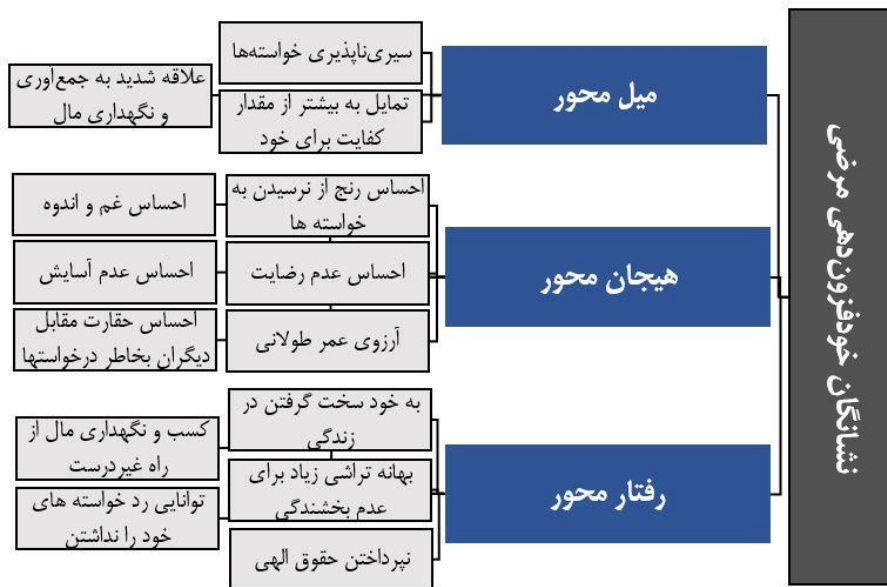 نشانگان خودفزون‌دهی مرضی
میل محور
سیری‌ناپذیری خواسته‌ها
تمایل به بیشتر از مقدار
کفایت برای خود
علاقه شدید به جمع‌آوری
و نگهداری مال
هیجان محور
احساس رنج از نرسیدن به
خواسته ها
احساس غم و اندوه
احساس عدم رضایت
احساس عدم آسایش
آرزوی عمر طولانی
احساس حقارت مقابل
دیگران بخاطر درخواستها
رفتار محور
به خود سخت گرفتن در
زندگی
کسب و نگهداری مال از
راه غیردرست
بهانه تراشی زیاد برای
عدم بخشندگی
توانایی رد خواسته های
خود را نداشتن
نپرداختن حقوق الهی